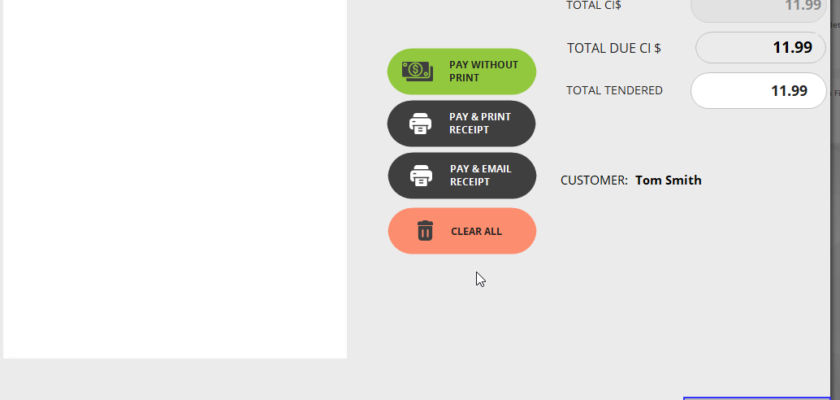 TOTAL CI$ 11.99
TOTAL DUE CI $ 11.99
PAY WITHOUT
PRINT
TOTAL TENDERED 11.99
PAY & PRINT
RECEIPT
PAY & EMAIL
RECEIPT
CUSTOMER: Tom Smith
CLEAR ALL